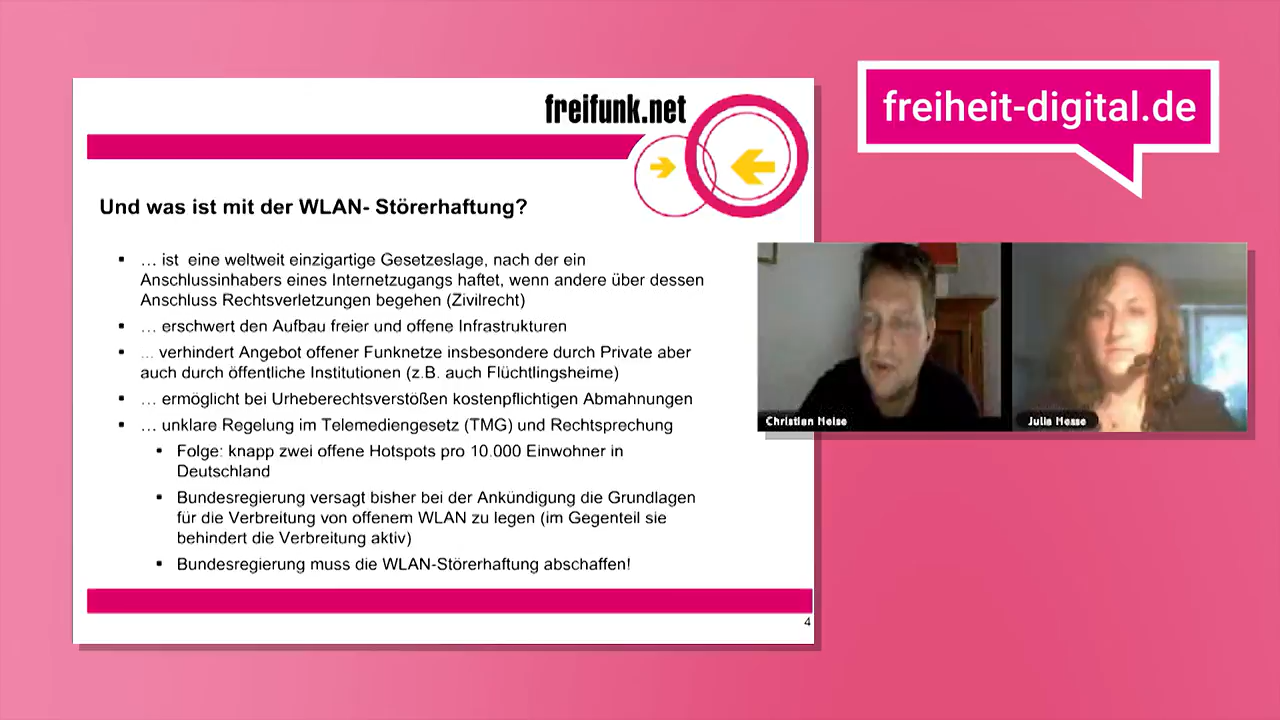 freifunk.net
freiheit-digital.de
Und was ist mit der WLAN- Störerhaftung?
… ist eine weltweit einzigartige Gesetzeslage, nach der ein
Anschlussinhabers eines Internetzugangs haftet, wenn andere über dessen
Anschluss Rechtsverletzungen begehen (Zivilrecht)
… erschwert den Aufbau freier und offene Infrastrukturen
… verhindert Angebot offener Funknetze insbesondere durch Private aber
auch durch öffentliche Institutionen (z.B. auch Flüchtlingsheime)
… ermöglicht bei Urheberechtsverstößen kostenpflichtigen Abmahnungen
… unklare Regelung im Telemediengesetz (TMG) und Rechtsprechung
Folge: knapp zwei offene Hotspots pro 10.000 Einwohner in
Deutschland
Bundesregierung versagt bisher bei der Ankündigung die Grundlagen
für die Verbreitung von offenem WLAN zu legen (im Gegenteil sie
behindert die Verbreitung aktiv)
Bundesregierung muss die WLAN-Störerhaftung abschaffen!
4
Christian Heise
Julia Hesse